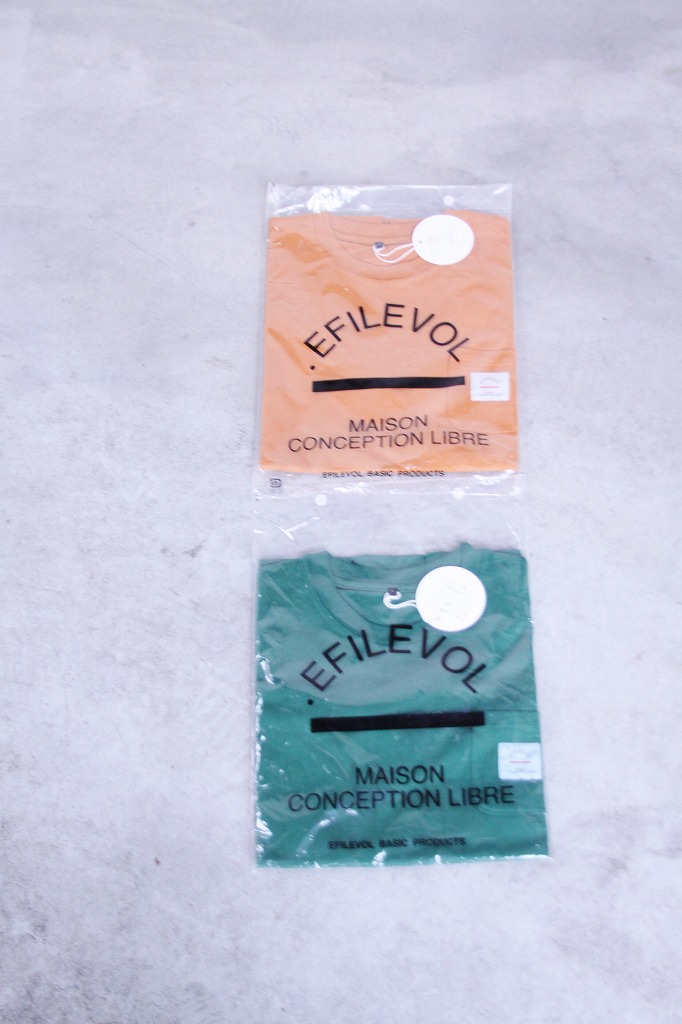 EFILEVOL
MAISON
CONCEPTION LIBRE
EFILEVOL BASIC PRODUCTS
EFILEVOL
MAISON
CONCEPTION LIBRE
EFILEVOL BASIC PRODUCTS